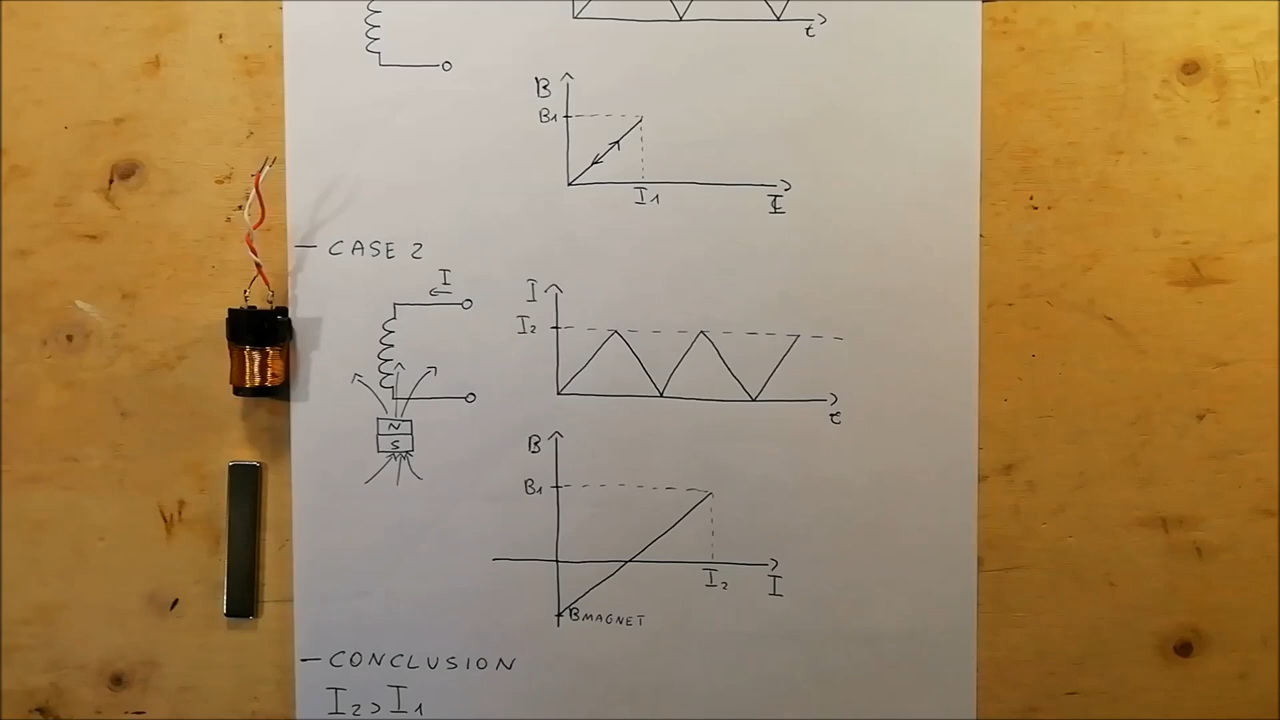 t
B
B1
I1
I
— CASE 2
I
I
I2
t
N
S
B
B1
I2
I
BMAGNET
— CONCLUSION
I2 > I1